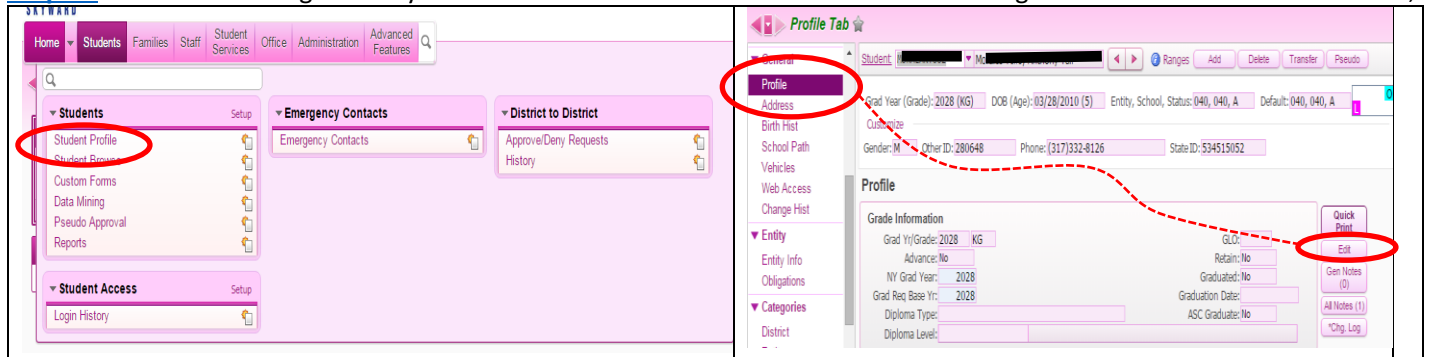 SKYWARD
Home Students Families Staff Student Services Office Administration Advanced Features
Students Setup
Student Profile
Student Browse
Custom Forms
Data Mining
Pseudo Approval
Reports
Emergency Contacts
Emergency Contacts
District to District
Approve/Deny Requests
History
Student Access Setup
Login History
Profile Tab
General
Profile
Address
Birth Hist
School Path
Vehicles
Web Access
Change Hist
Entity
Entity Info
Obligations
Categories
District
Student:
Ranges Add Delete Transfer Pseudo
Grad Year (Grade): 2028 (KG) DOB (Age): 03/28/2010 (5) Entity, School, Status: 040, 040, A Default: 040, 040, A
L
Customize
Gender: M Other ID: 280648 Phone: (317)332-8126 State ID: 534515052
Profile
Grade Information
Grad Yr/Grade: 2028 KG GLO:
Advance: No Retain: No
NY Grad Year: 2028 Graduated: No
Grad Req Base Yr: 2028 Graduation Date:
Diploma Type: ASC Graduate: No
Diploma Level:
Quick Print
Edit
Gen Notes (0)
All Notes (1)
*Chg. Log